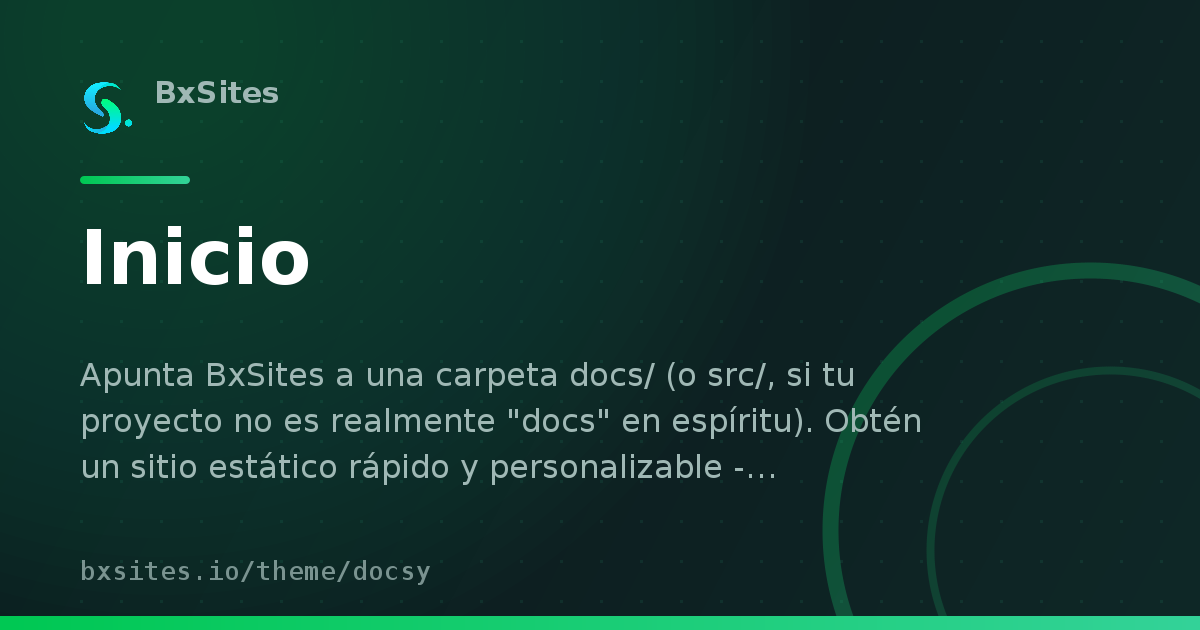 BxSites
Inicio
Apunta BxSites a una carpeta docs/ (o src/, si tu
proyecto no es realmente "docs" en espíritu). Obtén
un sitio estático rápido y personalizable -…
bxsites.io/theme/docsy